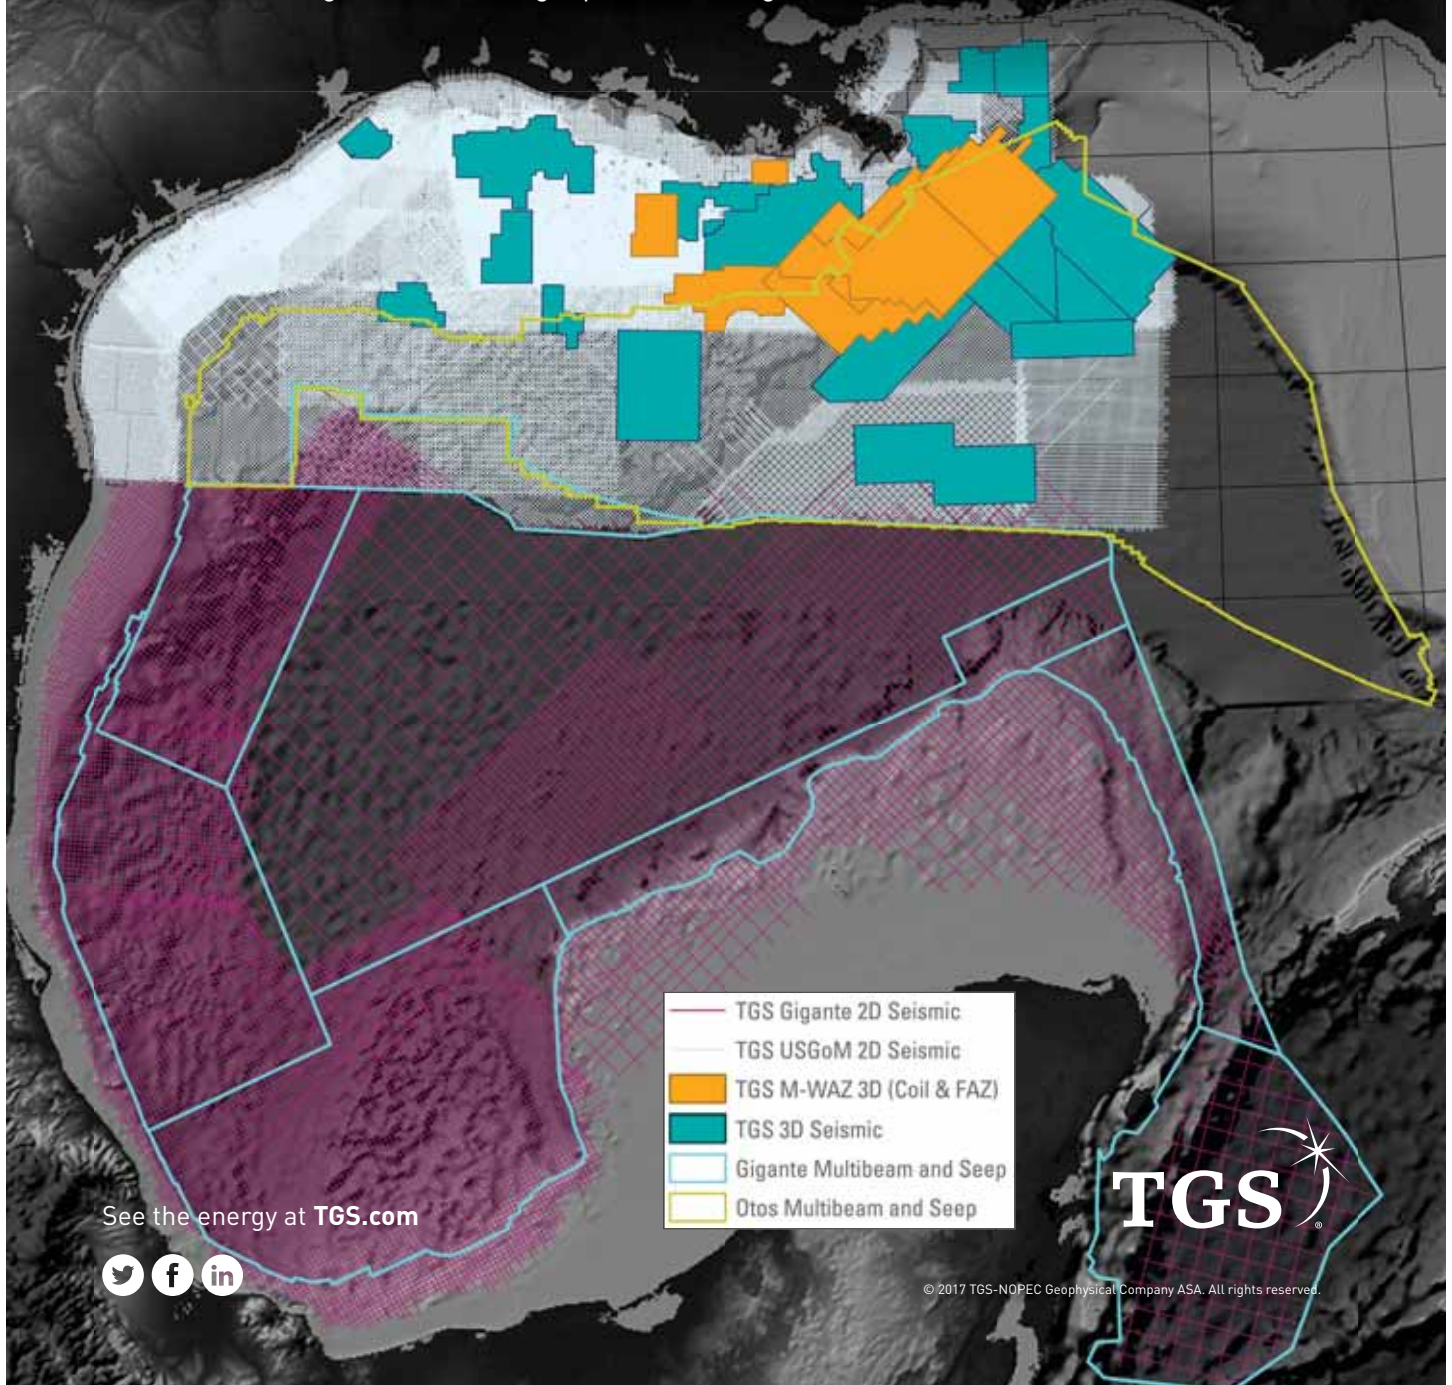 TGS Gigante 2D Seismic
TGS USGoM 2D Seismic
TGS M-WAZ 3D (Coil & FAZ)
TGS 3D Seismic
Gigante Multibeam and Seep
Otos Multibeam and Seep
TGS
®
See the energy at TGS.com
f in
© 2017 TGS-NOPEC Geophysical Company ASA. All rights reserved.